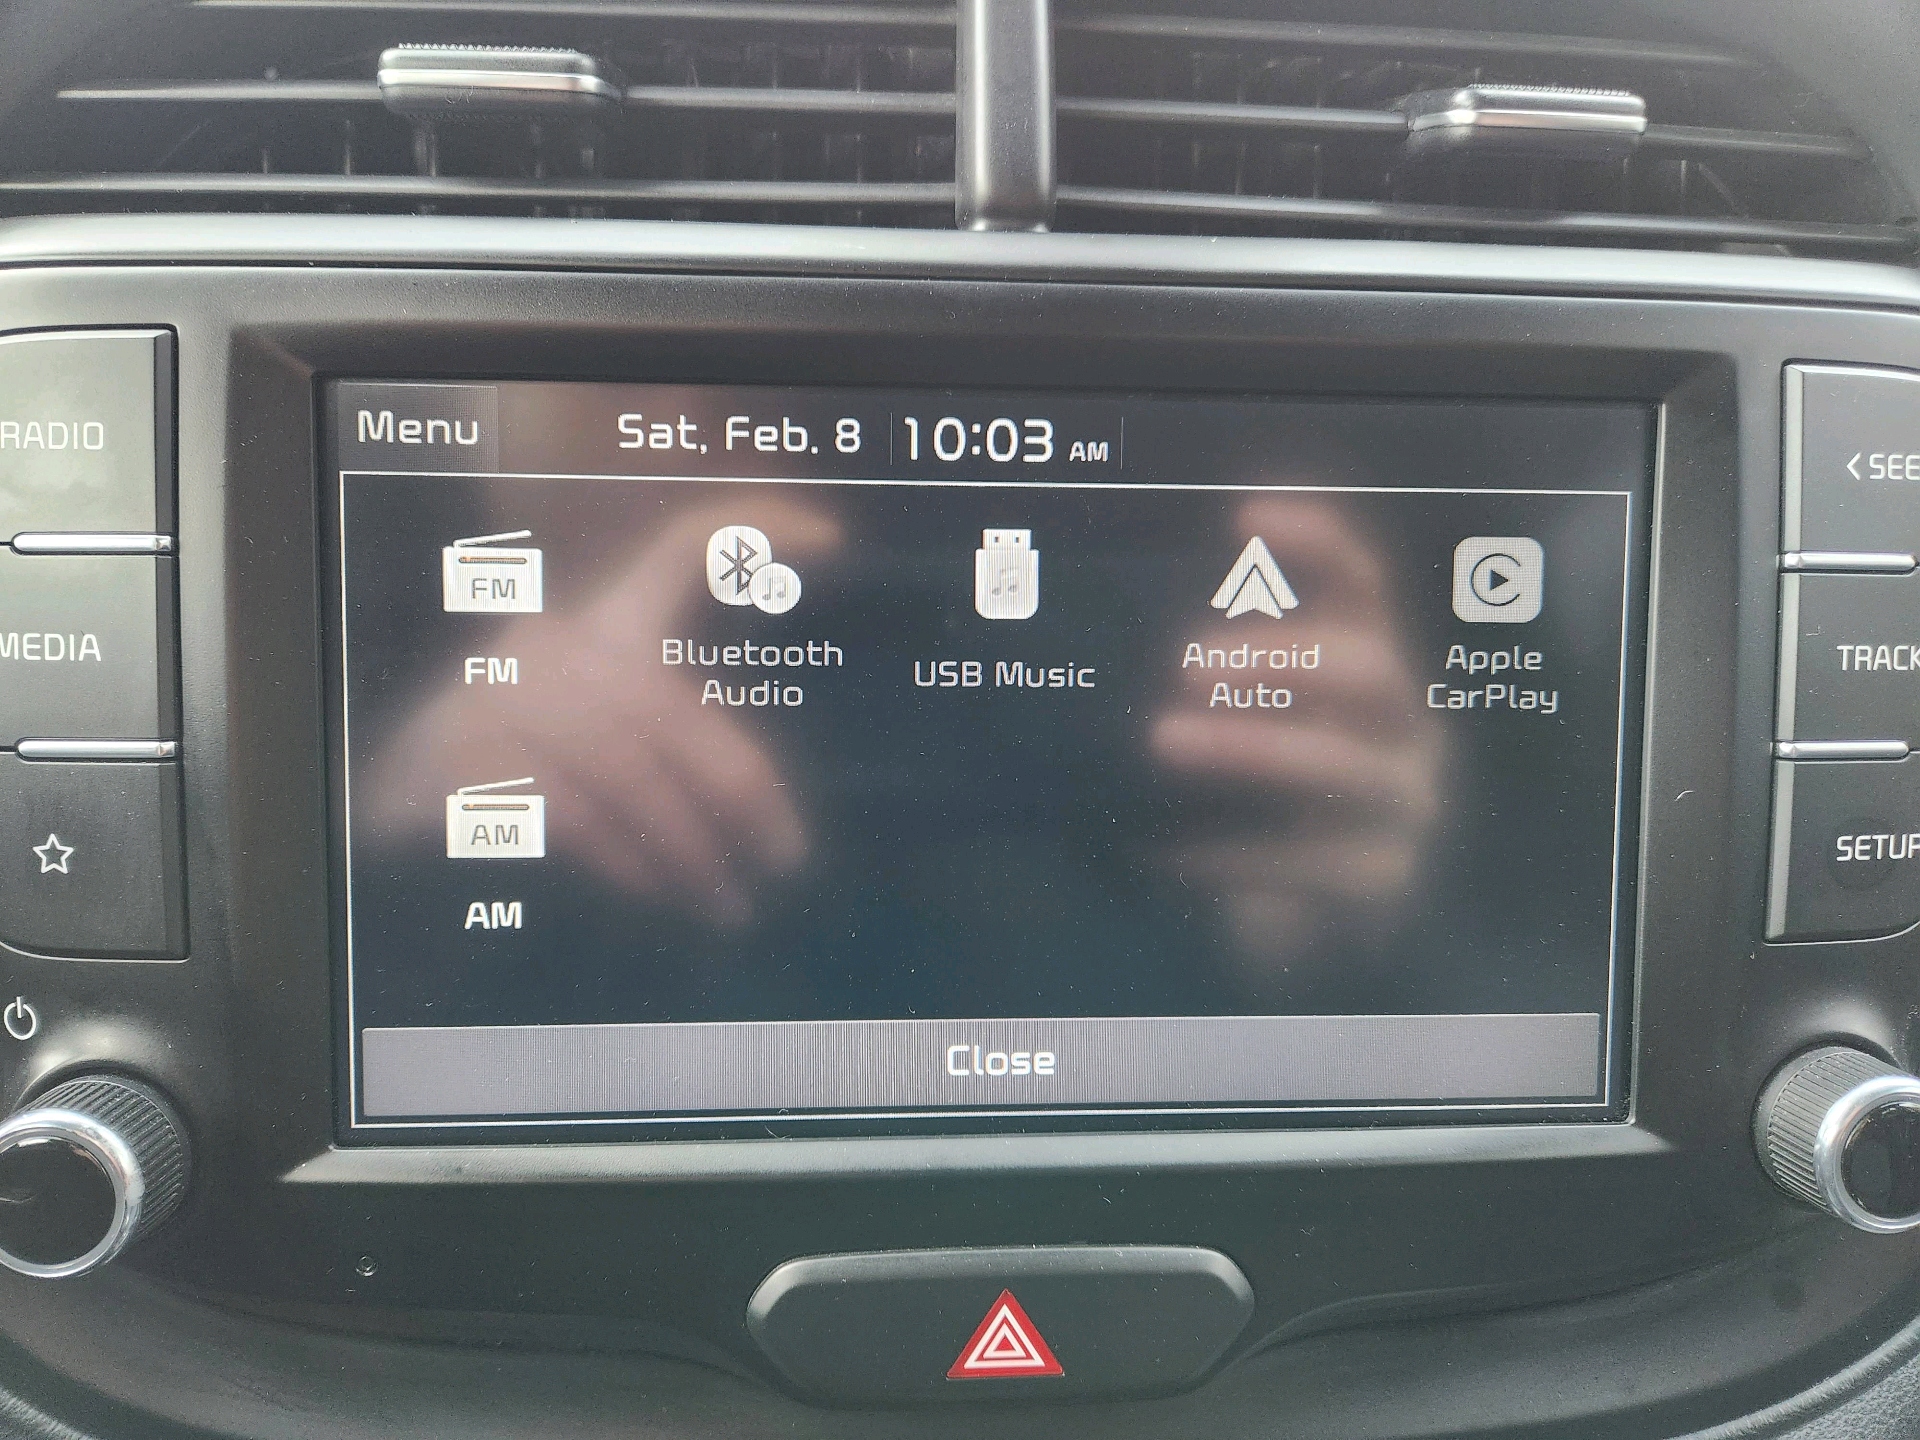 Menu
Sat, Feb. 8
10:03 AM
RADIO
MEDIA
FM
FM
Bluetooth
Audio
USB Music
Android
Auto
Apple
CarPlay
AM
AM
Close
<SEE
TRACK
SETUP